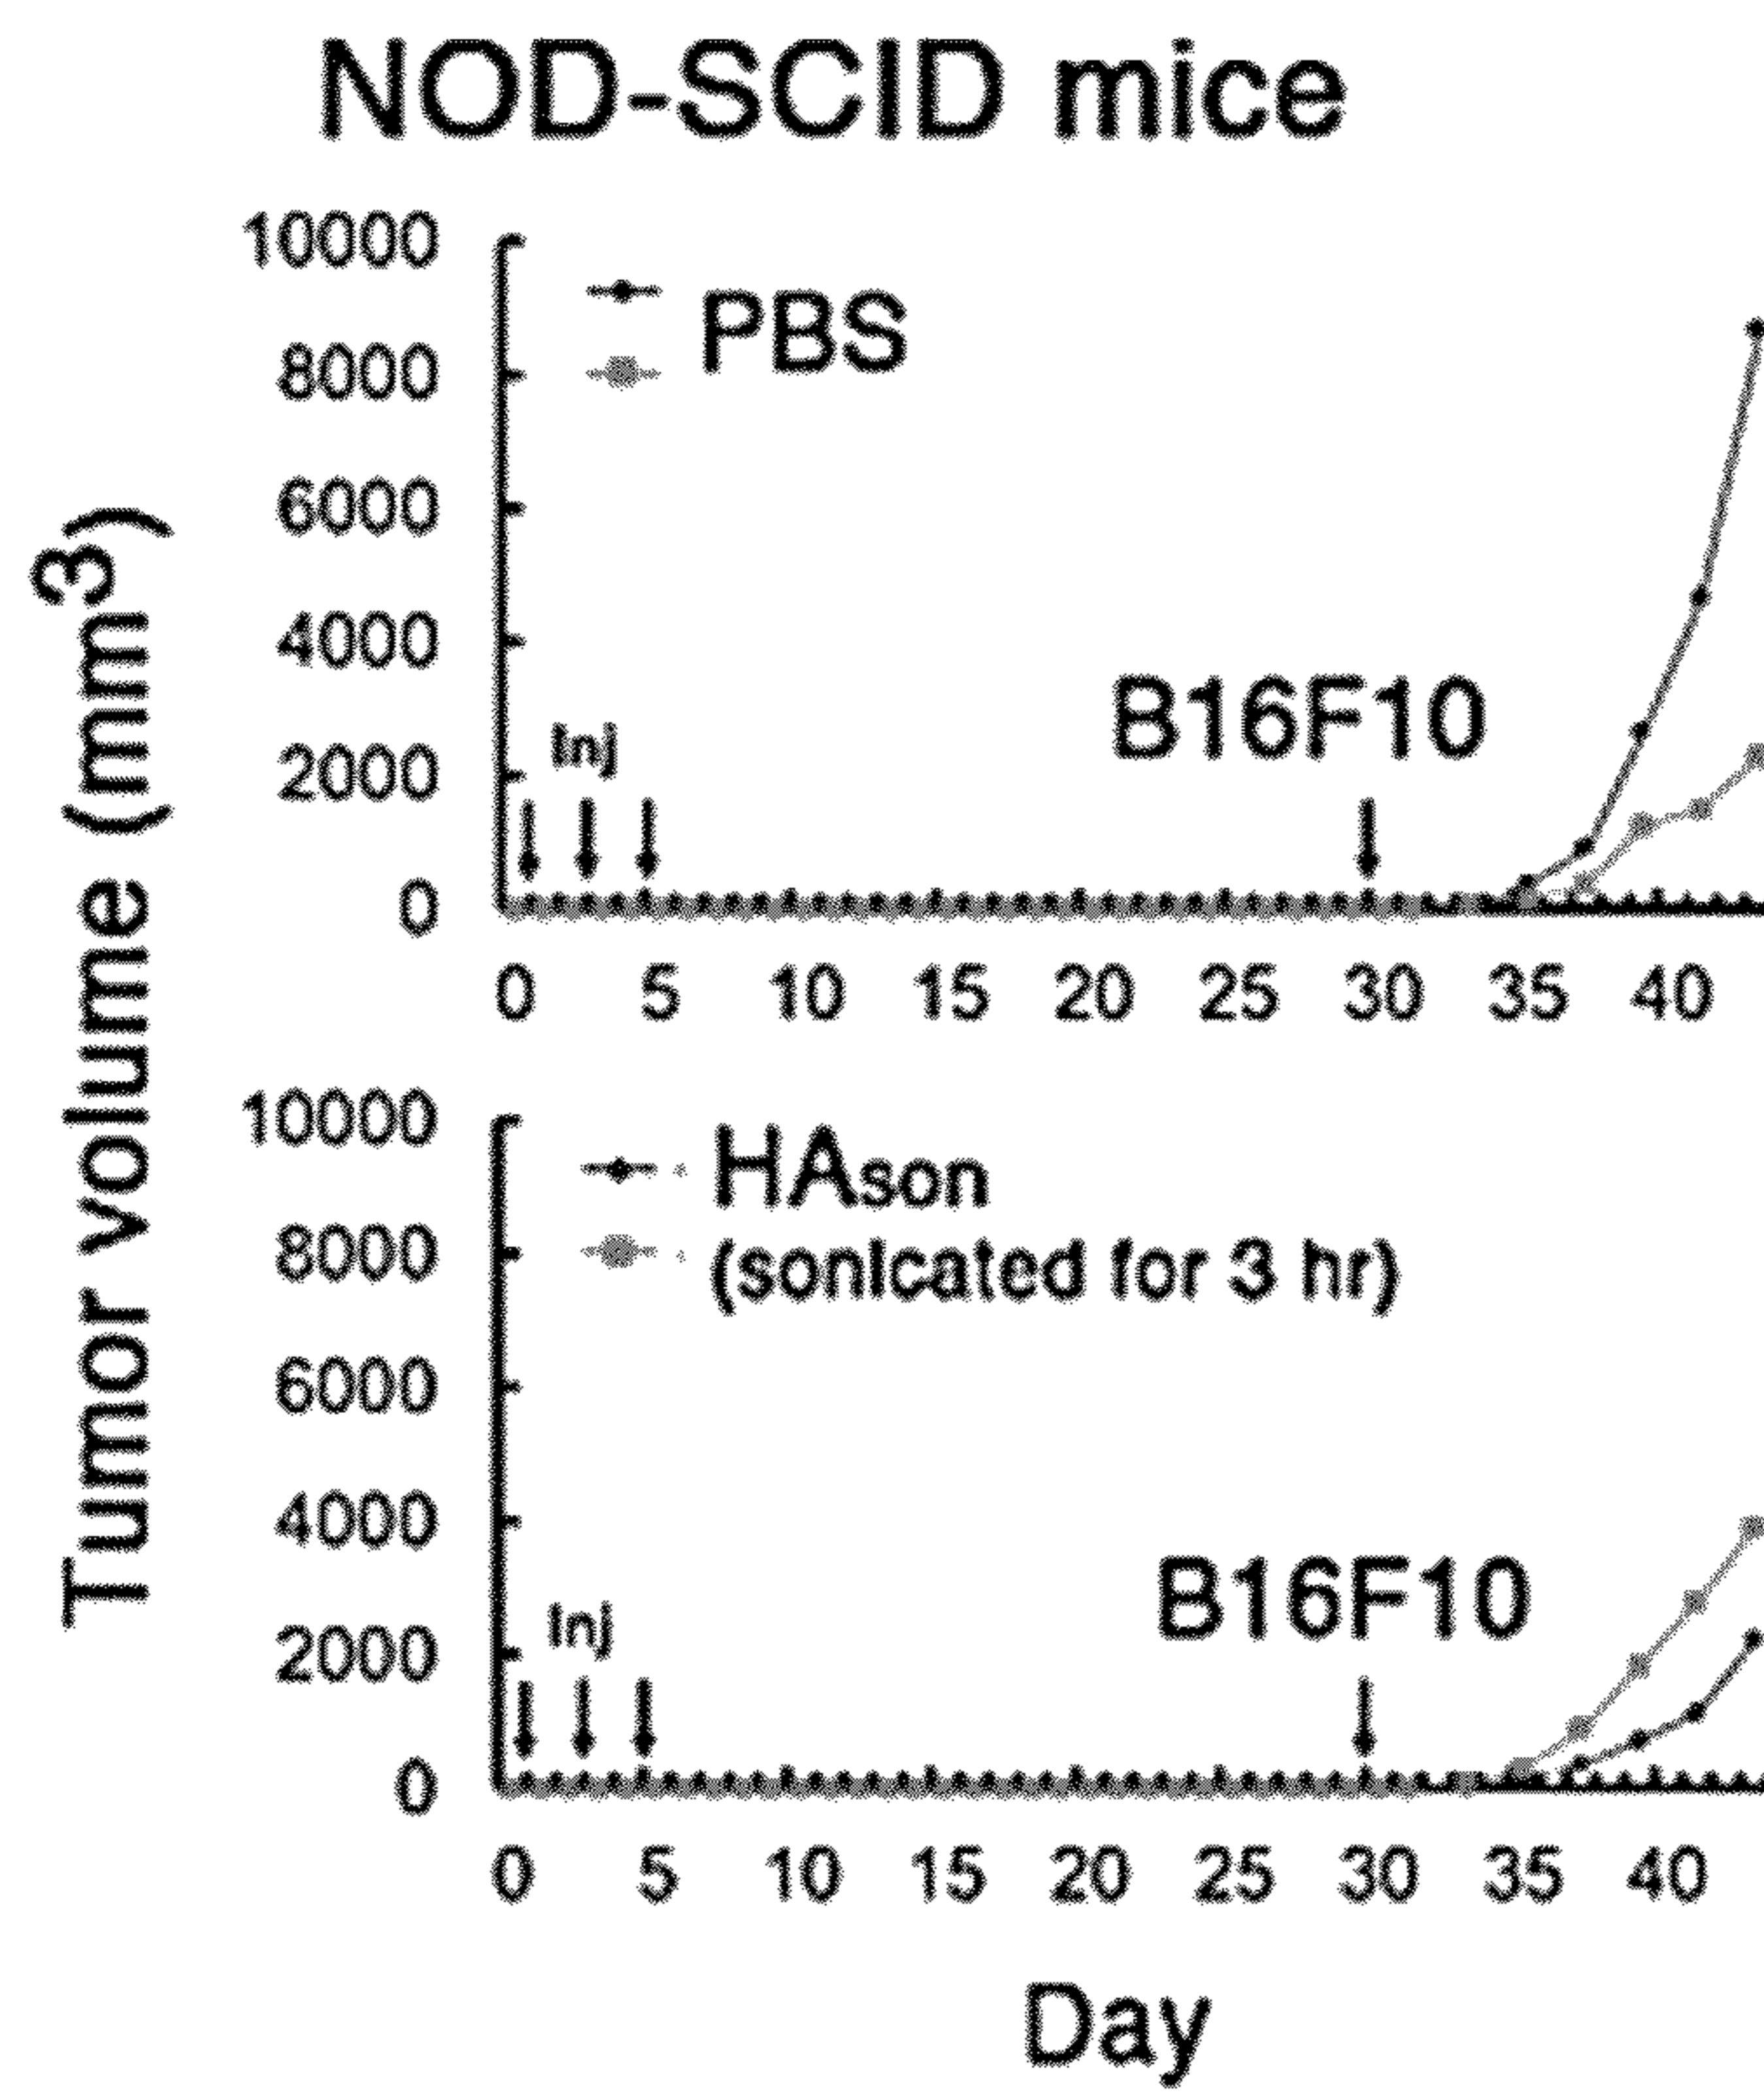 NOD-SCID mice
Tumor volume (mm3)
10000
PBS
8000
6000
4000
B16F10
Inj
2000
0
0 5 10 15 20 25 30 35 40
10000
HAson
8000
(sonicated for 3 hr)
6000
4000
B16F10
Inj
2000
0
0 5 10 15 20 25 30 35 40
Day